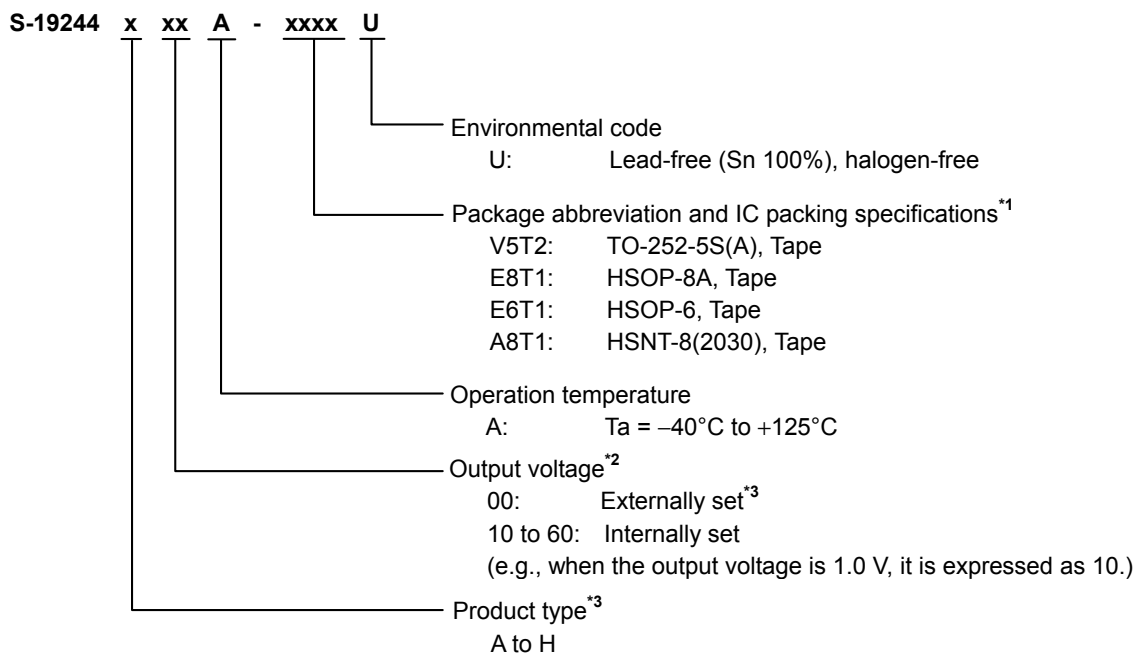 S-19244 x xx A - xxxx U
Environmental code
U: Lead-free (Sn 100%), halogen-free
Package abbreviation and IC packing specifications*1
V5T2: TO-252-5S(A), Tape
E8T1: HSOP-8A, Tape
E6T1: HSOP-6, Tape
A8T1: HSNT-8(2030), Tape
Operation temperature
A: Ta = −40°C to +125°C
Output voltage*2
00: Externally set*3
10 to 60: Internally set
(e.g., when the output voltage is 1.0 V, it is expressed as 10.)
Product type*3
A to H